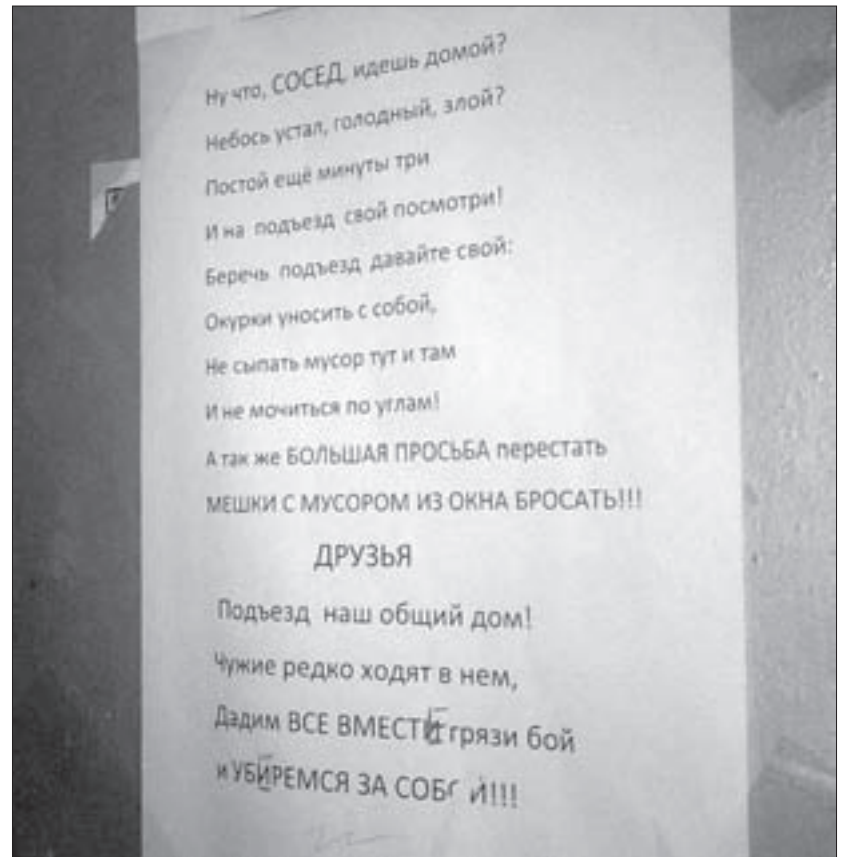 Ну что, СОСЕД, идешь домой?
Небось устал, голодный, злой?
Постой ещё минуты три
И на подъезд свой посмотри!
Беречь подъезд давайте свой:
Окурки уносить с собой,
Не сыпать мусор тут и там
И не мочиться по углам!
А так же БОЛЬШАЯ ПРОСЬБА перестать
МЕШКИ С МУСОРОМ ИЗ ОКНА БРОСАТЬ!!!
ДРУЗЬЯ
Подъезд наш общий дом!
Чужие редко ходят в нем,
Дадим ВСЕ ВМЕСТИ грязи бой
и УБИРЕМСЯ ЗА СОБОЙ!!!